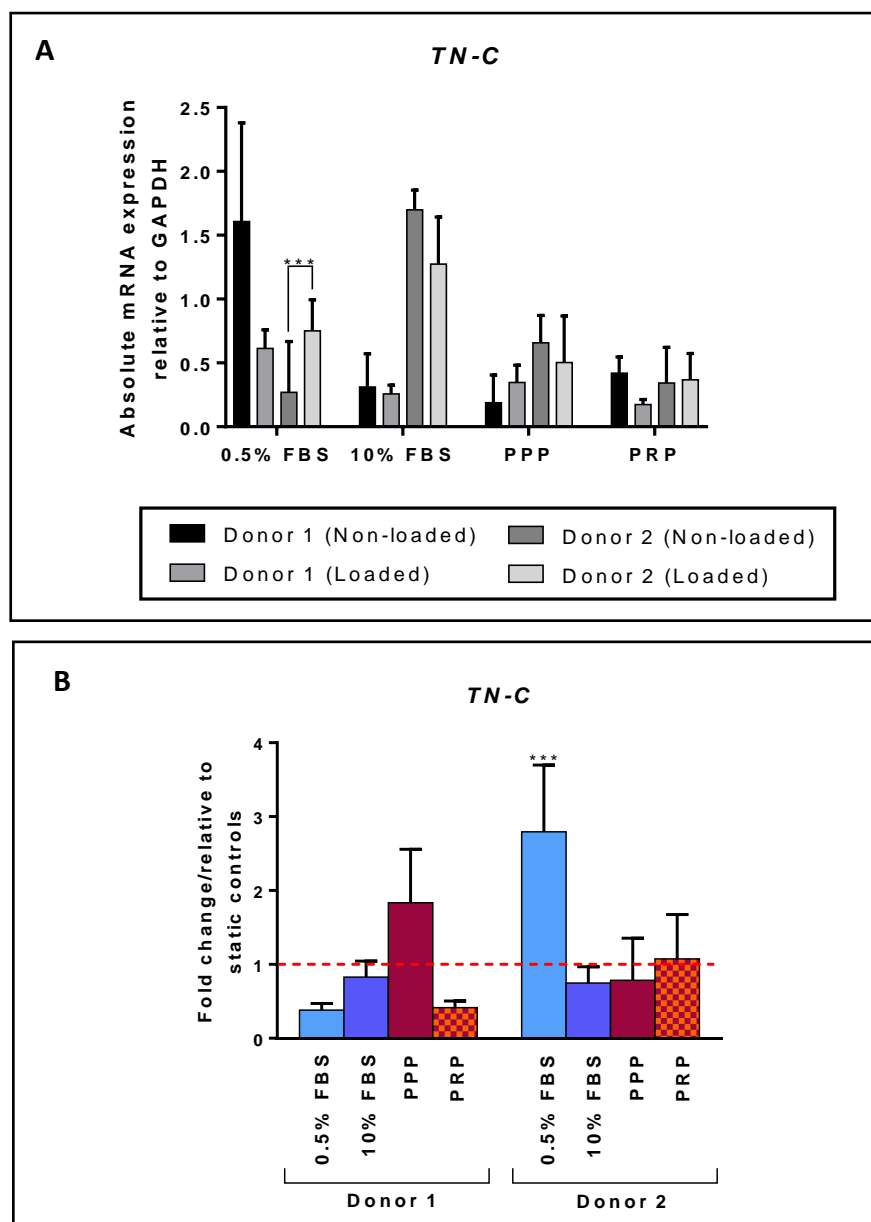 A
TN-C
Absolute mRNA expression
relative to GAPDH
2.5
2.0
1.5
1.0
0.5
0.0
***
0.5% FBS 10% FBS PPP PRP
Donor 1 (Non-loaded) Donor 2 (Non-loaded)
Donor 1 (Loaded) Donor 2 (Loaded)
B
TN-C
Fold change/relative to
static controls
4
3
2
1
0
***
0.5% FBS
10% FBS
PPP
PRP
0.5% FBS
10% FBS
PPP
PRP
Donor 1 Donor 2